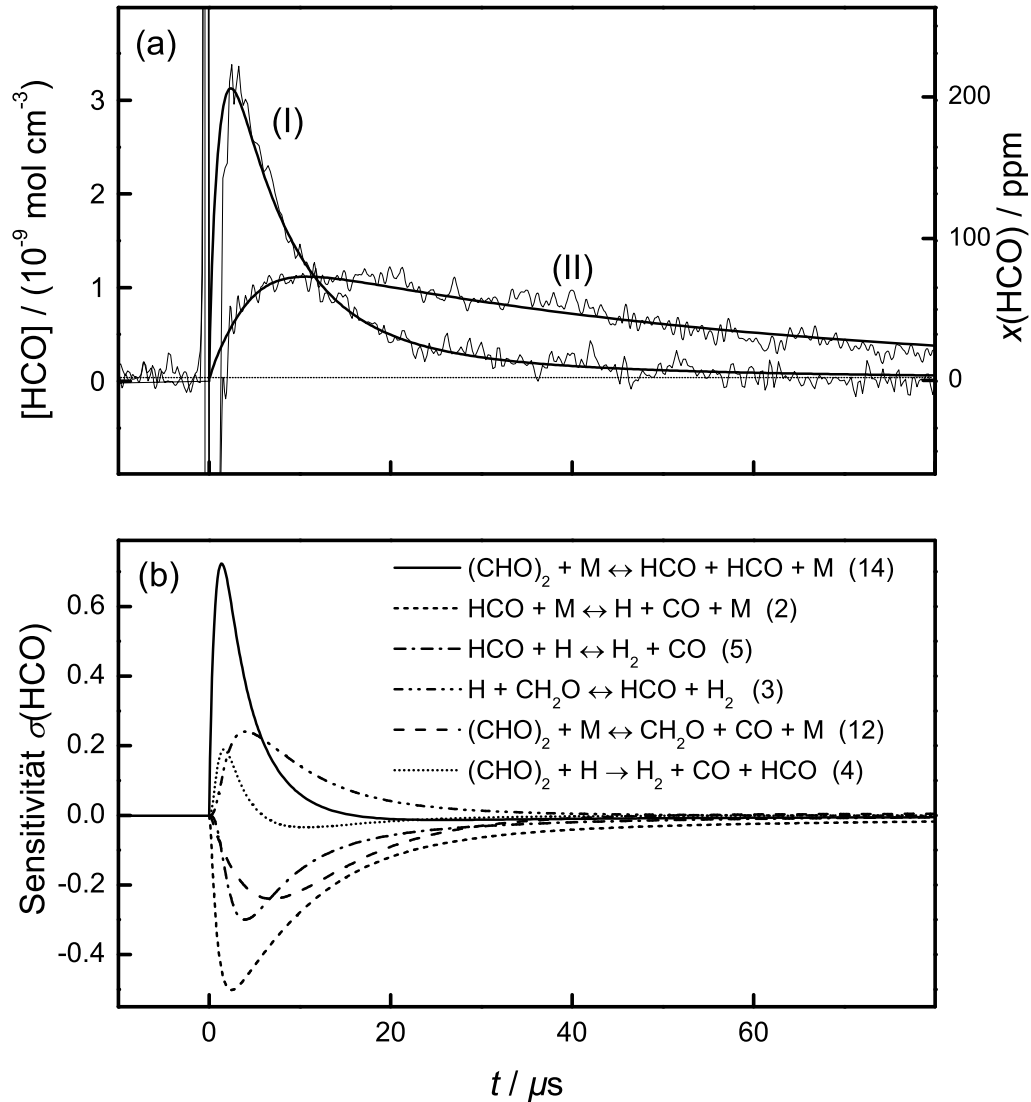 (a)
[HCO] / (10⁻⁹ mol cm⁻³)
3
2
1
0
(I)
(II)
200
100
0
x(HCO) / ppm
(b)
Sensitivität σ(HCO)
0.6
0.4
0.2
0.0
-0.2
-0.4
(CHO)₂ + M ↔ HCO + HCO + M (14)
HCO + M ↔ H + CO + M (2)
HCO + H ↔ H₂ + CO (5)
H + CH₂O ↔ HCO + H₂ (3)
(CHO)₂ + M ↔ CH₂O + CO + M (12)
(CHO)₂ + H → H₂ + CO + HCO (4)
0 20 40 60
t / μs